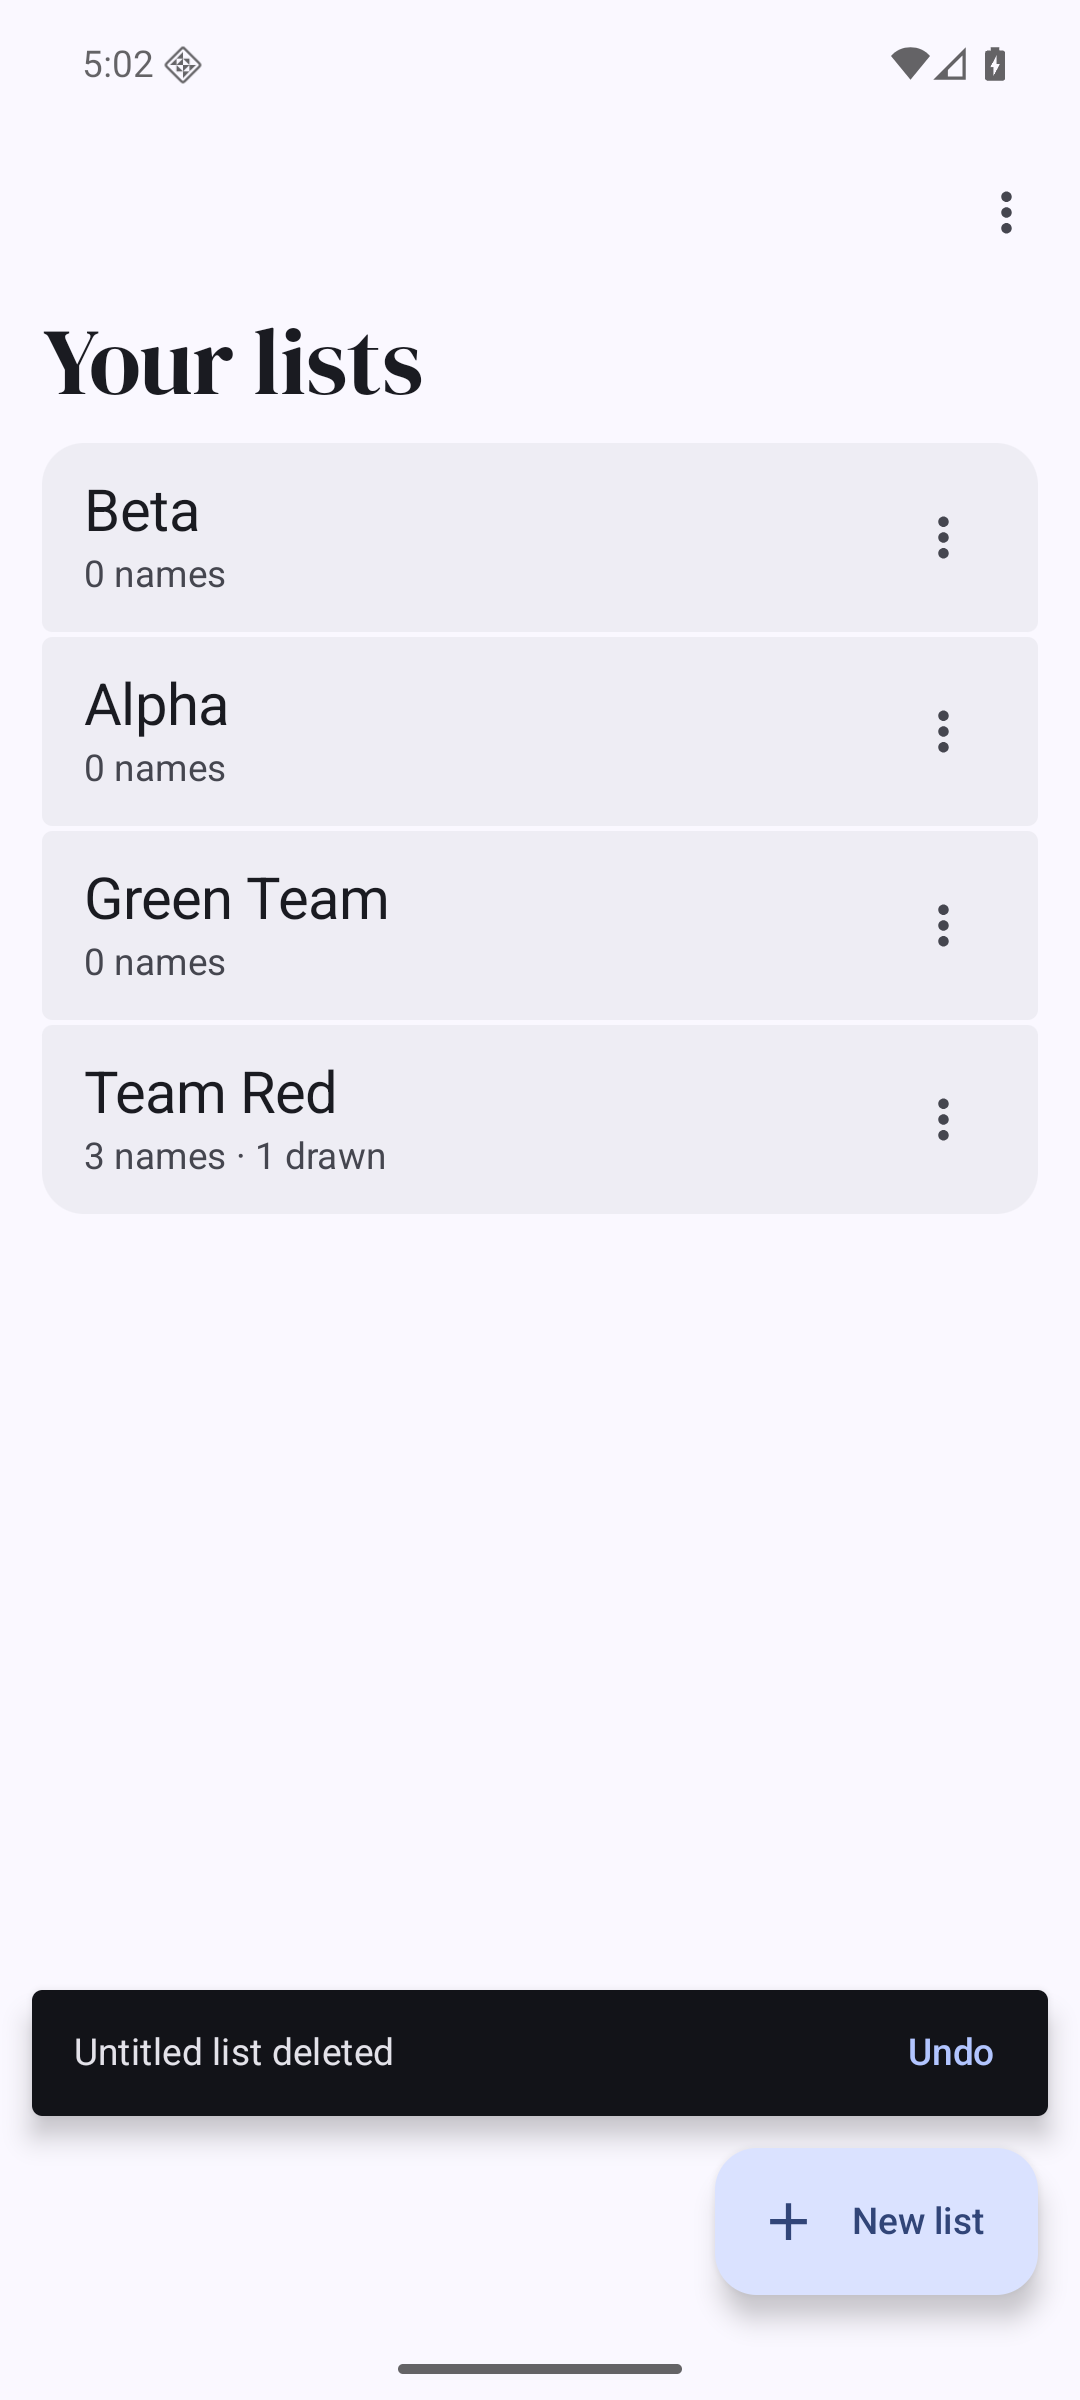 5:02
Your lists
Beta
0 names
Alpha
0 names
Green Team
0 names
Team Red
3 names · 1 drawn
Untitled list deleted
Undo
New list